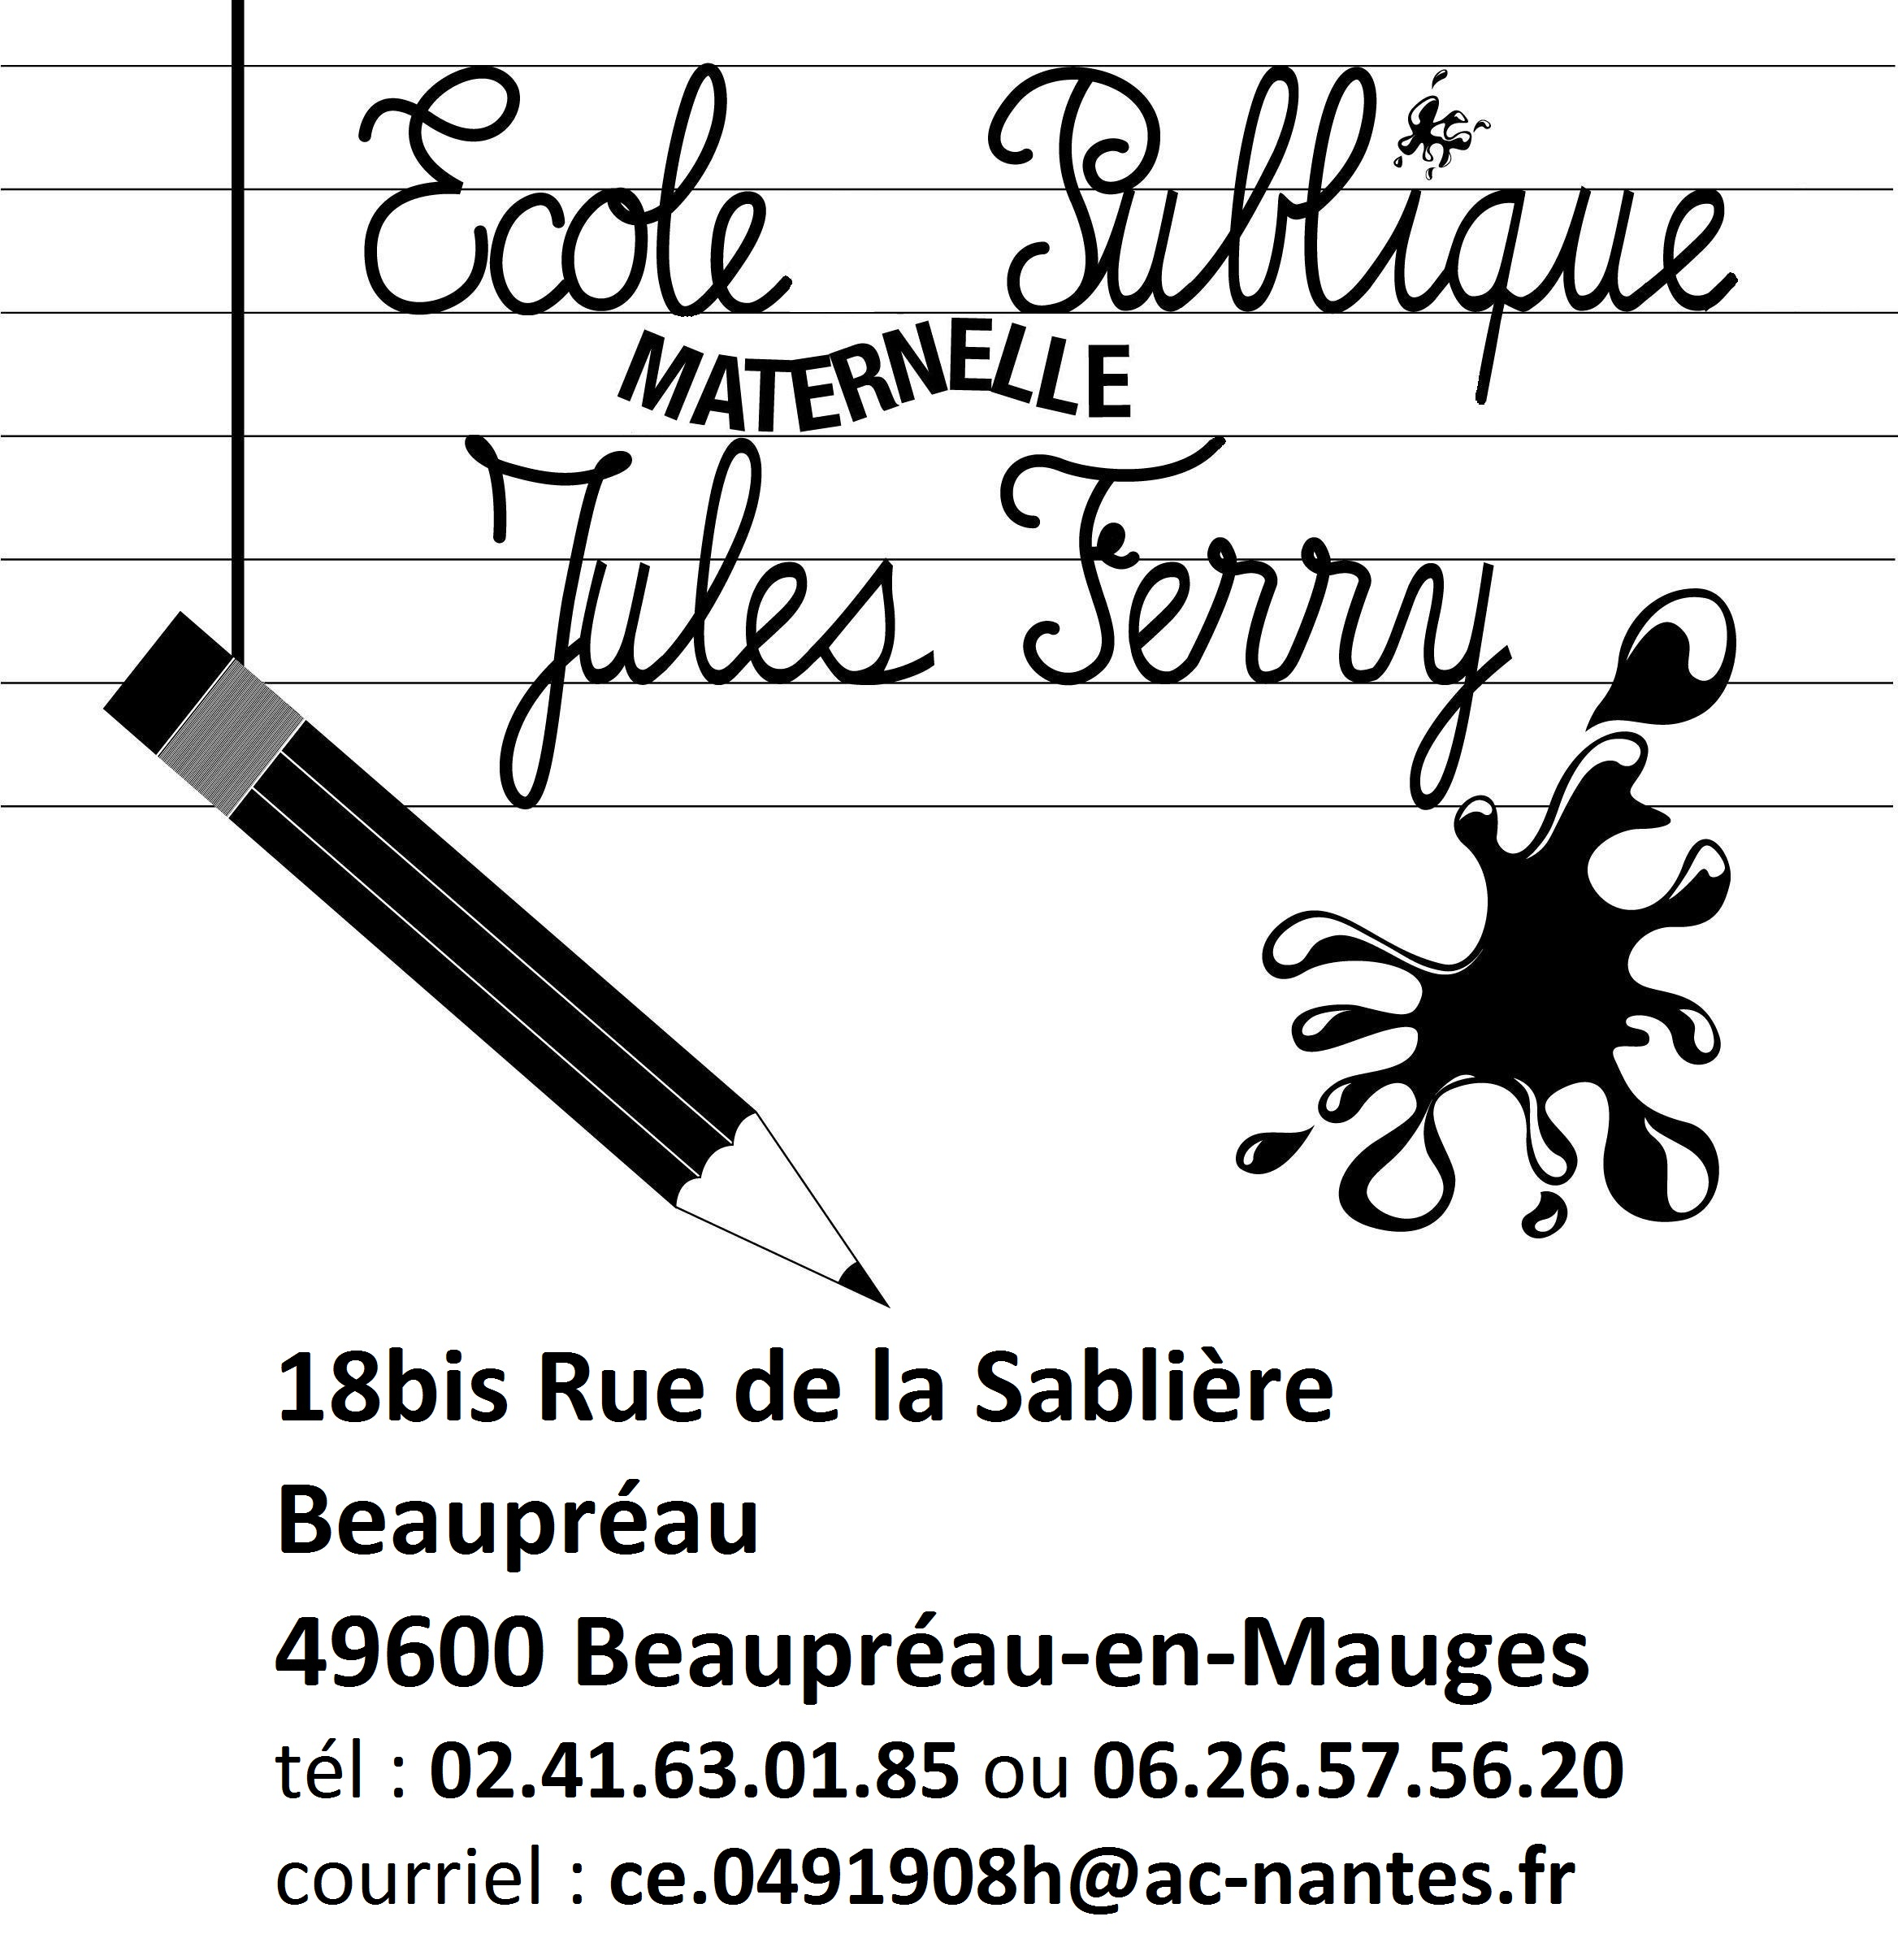 Ecole Publique
MATERNELLE
Jules Ferry
18bis Rue de la Sablière
Beaupréau
49600 Beaupréau-en-Mauges
tél : 02.41.63.01.85 ou 06.26.57.56.20
courriel : ce.0491908h@ac-nantes.fr